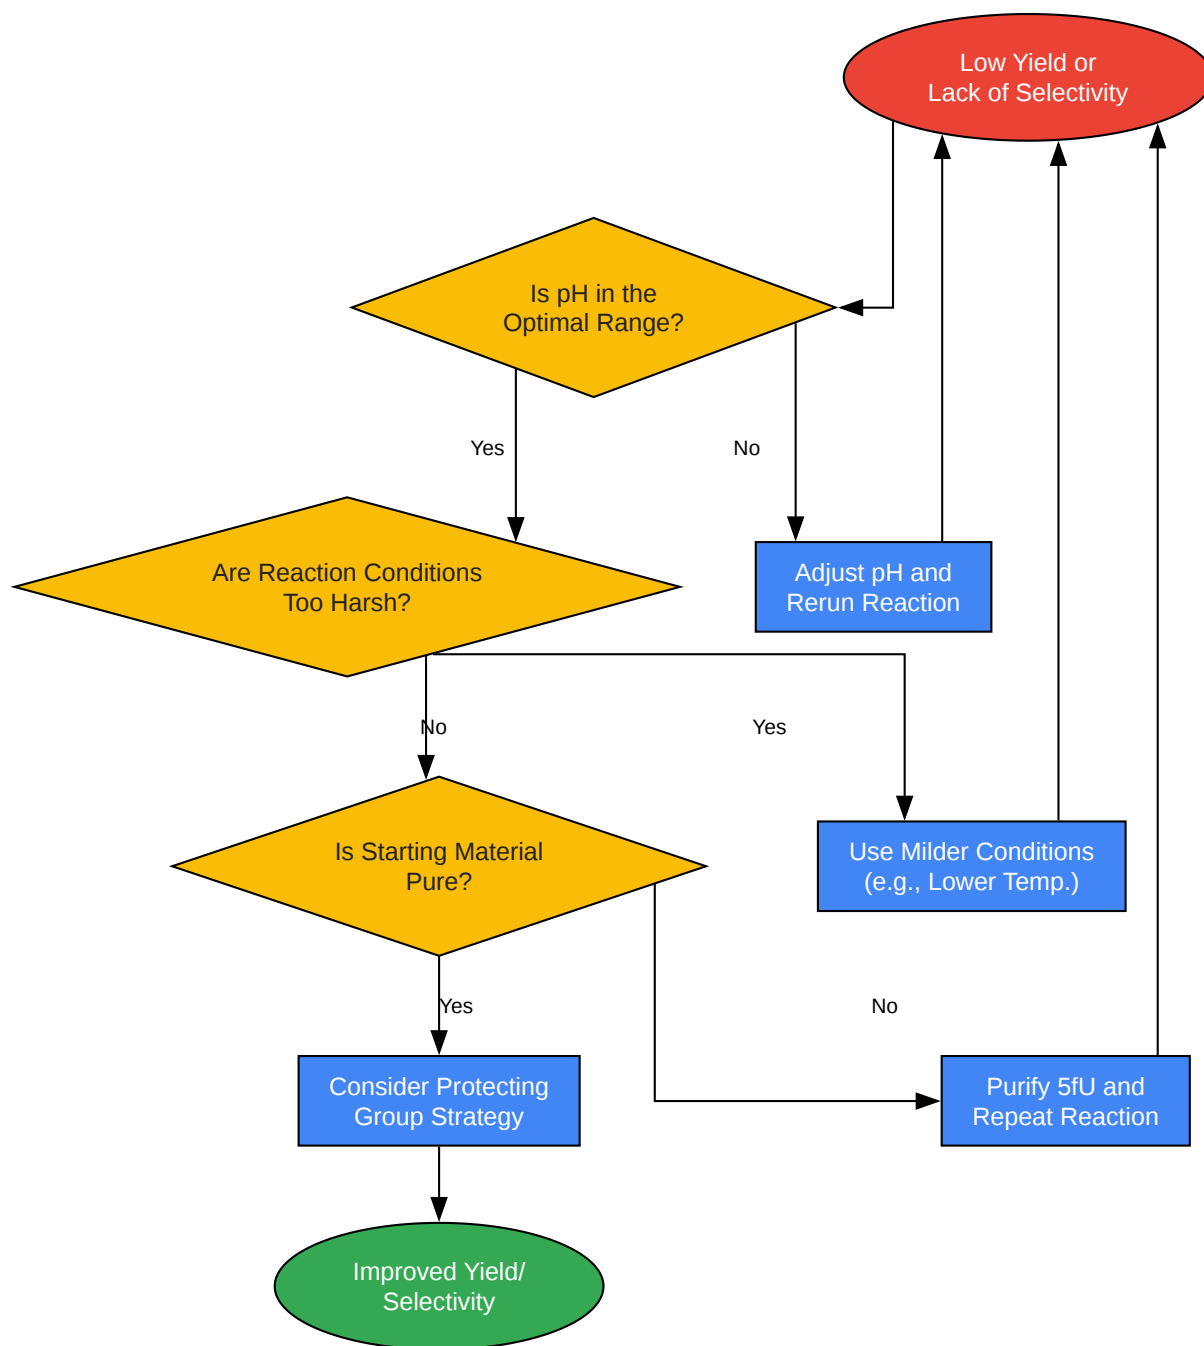 Low Yield or
Lack of Selectivity
Is pH in the
Optimal Range?
Yes
No
Are Reaction Conditions
Too Harsh?
Adjust pH and
Rerun Reaction
No
Yes
Is Starting Material
Pure?
Use Milder Conditions
(e.g., Lower Temp.)
Yes
No
Consider Protecting
Group Strategy
Purify 5fU and
Repeat Reaction
Improved Yield/
Selectivity